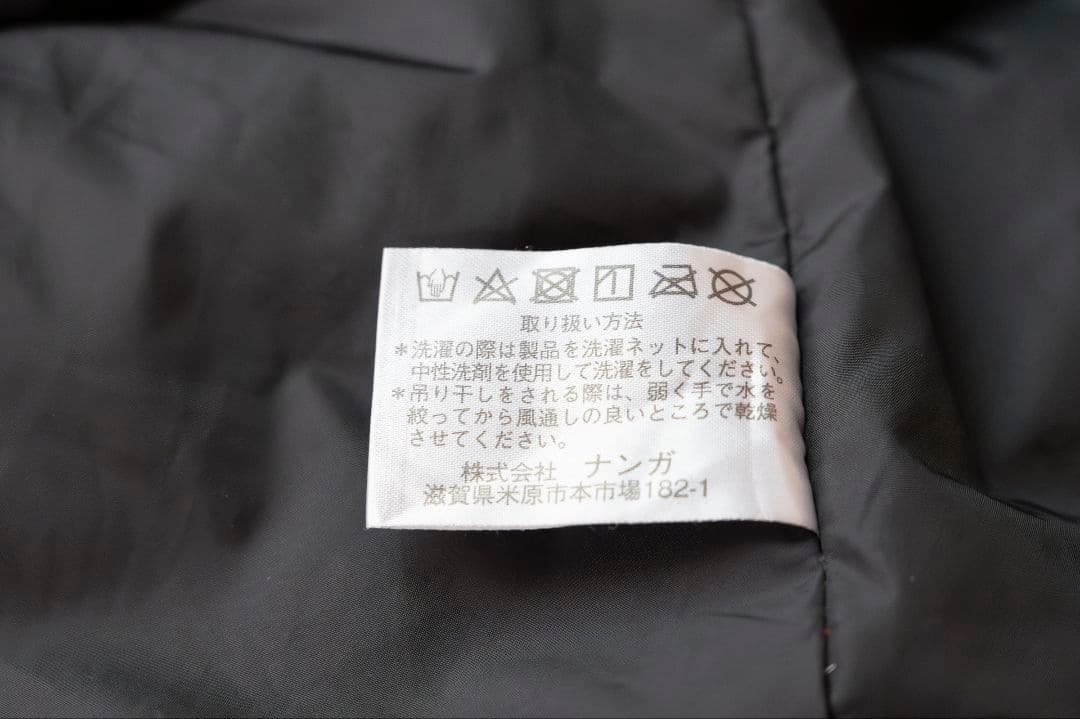 取り扱い方法
*洗濯の際は製品を洗濯ネットに入れて、
中性洗剤を使用して洗濯をしてください。
*吊り干しをされる際は、弱く手で水を
絞ってから風通しの良いところで乾燥
させてください。
株式会社 ナンガ
滋賀県米原市本市場182-1